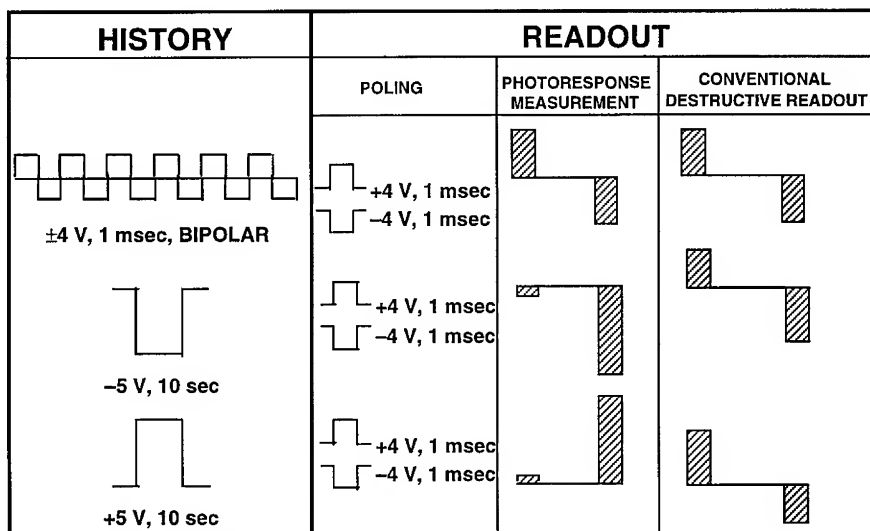 HISTORY
READOUT
POLING
PHOTORESPONSE
MEASUREMENT
CONVENTIONAL
DESTRUCTIVE READOUT
±4 V, 1 msec, BIPOLAR
+4 V, 1 msec
–4 V, 1 msec
–5 V, 10 sec
+4 V, 1 msec
–4 V, 1 msec
+5 V, 10 sec
+4 V, 1 msec
–4 V, 1 msec